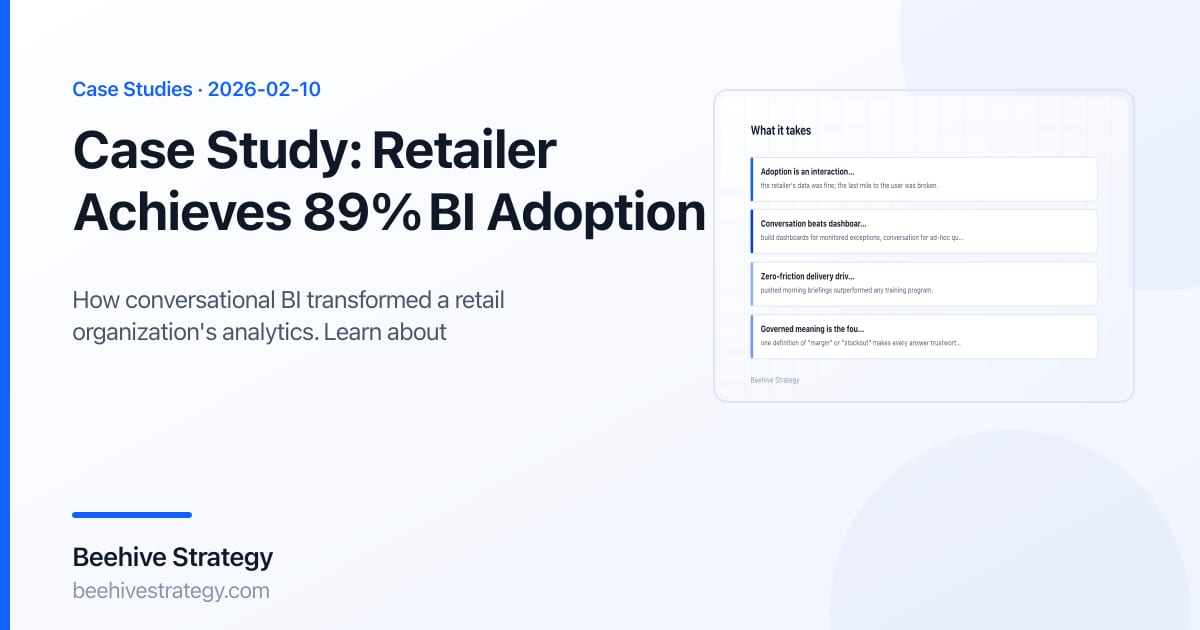 Case Studies · 2026-02-10
Case Study: Retailer
Achieves 89% BI Adoption
How conversational BI transformed a retail
organization's analytics. Learn about
Beehive Strategy
beehivestrategy.com
What it takes
Adoption is an interaction...
the retailer's data was fine; the last mile to the user was broken.
Conversation beats dashboar...
build dashboards for monitored exceptions, conversation for ad-hoc qu...
Zero-friction delivery driv...
pushed morning briefings outperformed any training program.
Governed meaning is the fou...
one definition of "margin" or "stockout" makes every answer trustwort...
Beehive Strategy